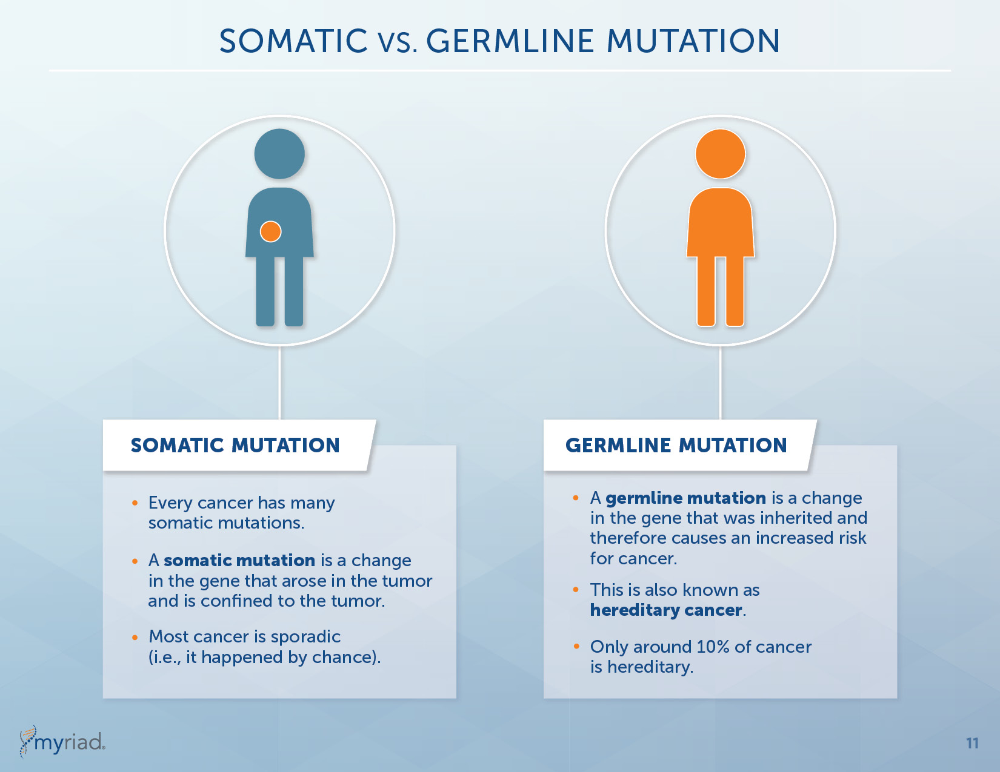 SOMATIC VS. GERMLINE MUTATION
SOMATIC MUTATION
• Every cancer has many
somatic mutations.
• A somatic mutation is a change
in the gene that arose in the tumor
and is confined to the tumor.
• Most cancer is sporadic
(i.e., it happened by chance).
GERMLINE MUTATION
• A germline mutation is a change
in the gene that was inherited and
therefore causes an increased risk
for cancer.
• This is also known as
hereditary cancer.
• Only around 10% of cancer
is hereditary.
myriad®
11